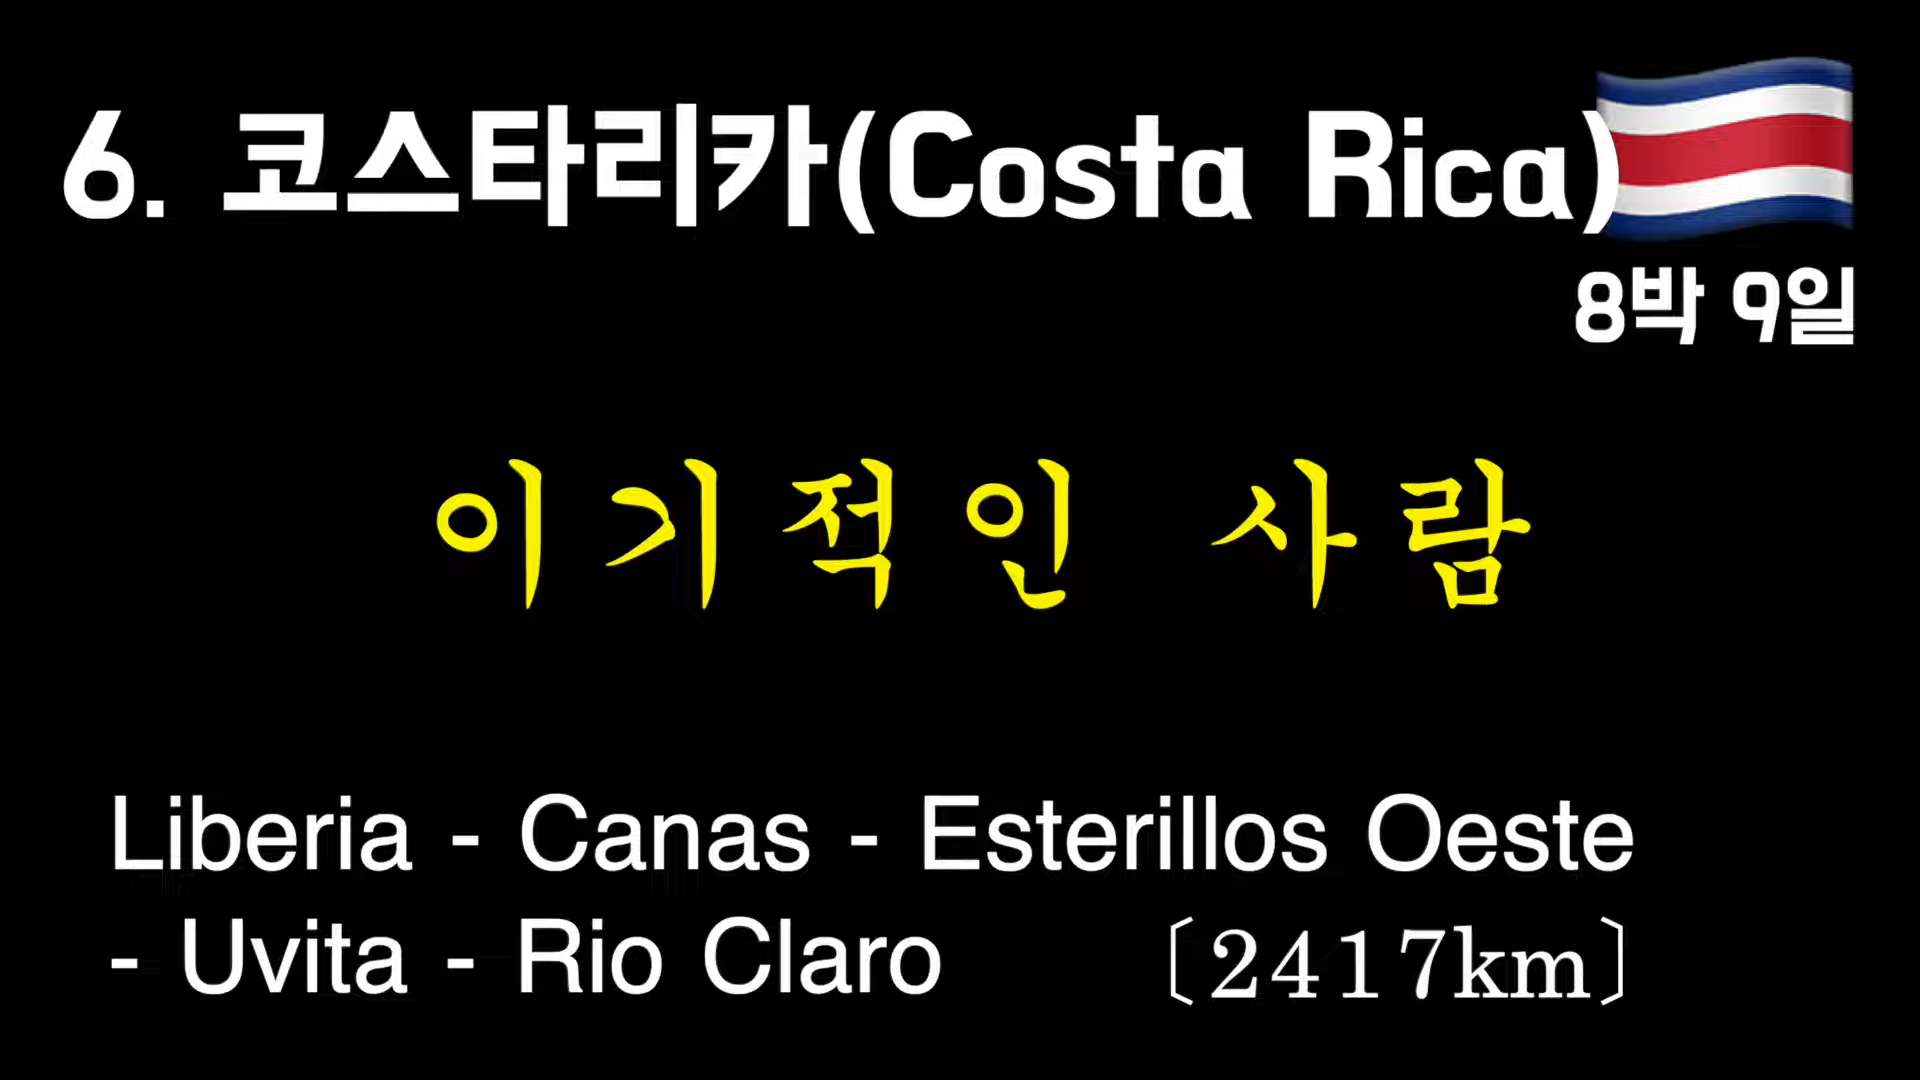 6. 코스타리카(Costa Rica)
8박 9일
이기적인 사람
Liberia - Canas - Esterillos Oeste
- Uvita - Rio Claro 〔2417km〕